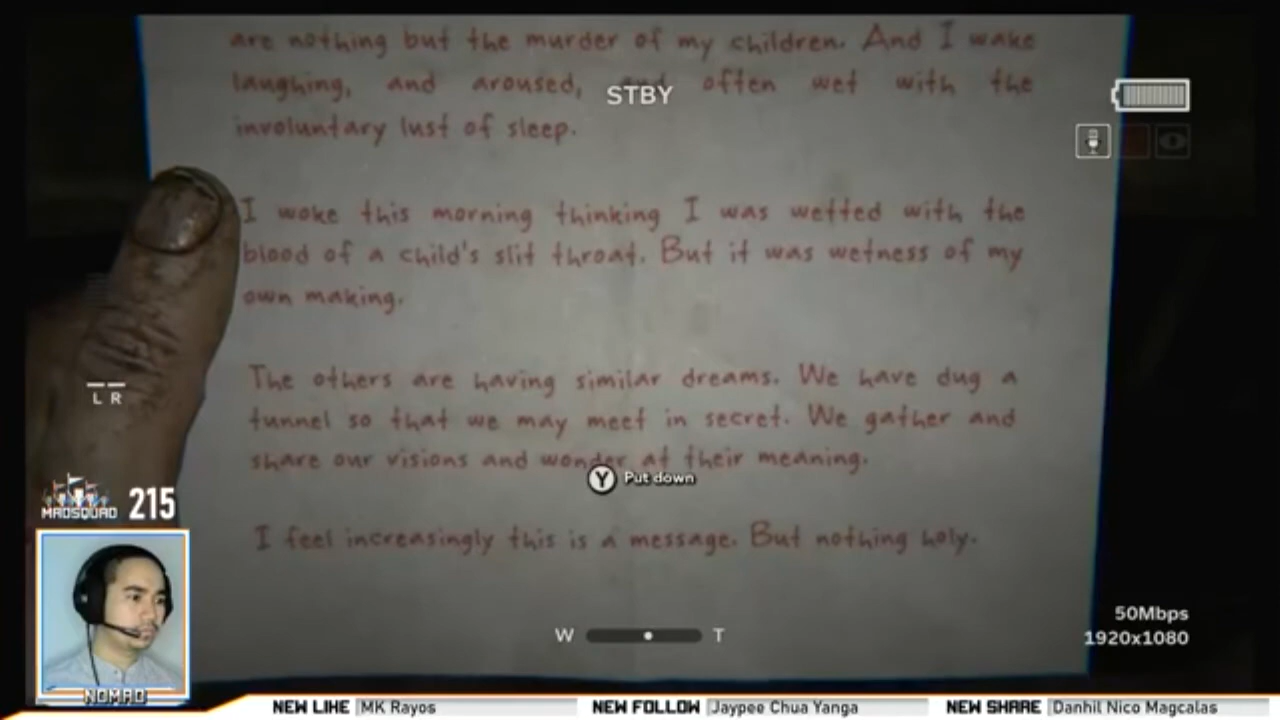 are nothing but the murder of my children. And I wake
laughing, and aroused, and often wet with the
STBY
involuntary lust of sleep.
I woke this morning thinking I was wetted with the
blood of a child's slit throat. But it was wetness of my
own making.
The others are having similar dreams. We have dug a
L R
tunnel so that we may meet in secret. We gather and
share our visions and wonder at their meaning.
Y Put down
MADSQUAD 215
I feel increasingly this is a message. But nothing holy.
50Mbps
W T
1920x1080
NOMAD
NEW LIKE MK Rayos NEW FOLLOW Jaypee Chua Yanga NEW SHARE Danhil Nico Magcalas